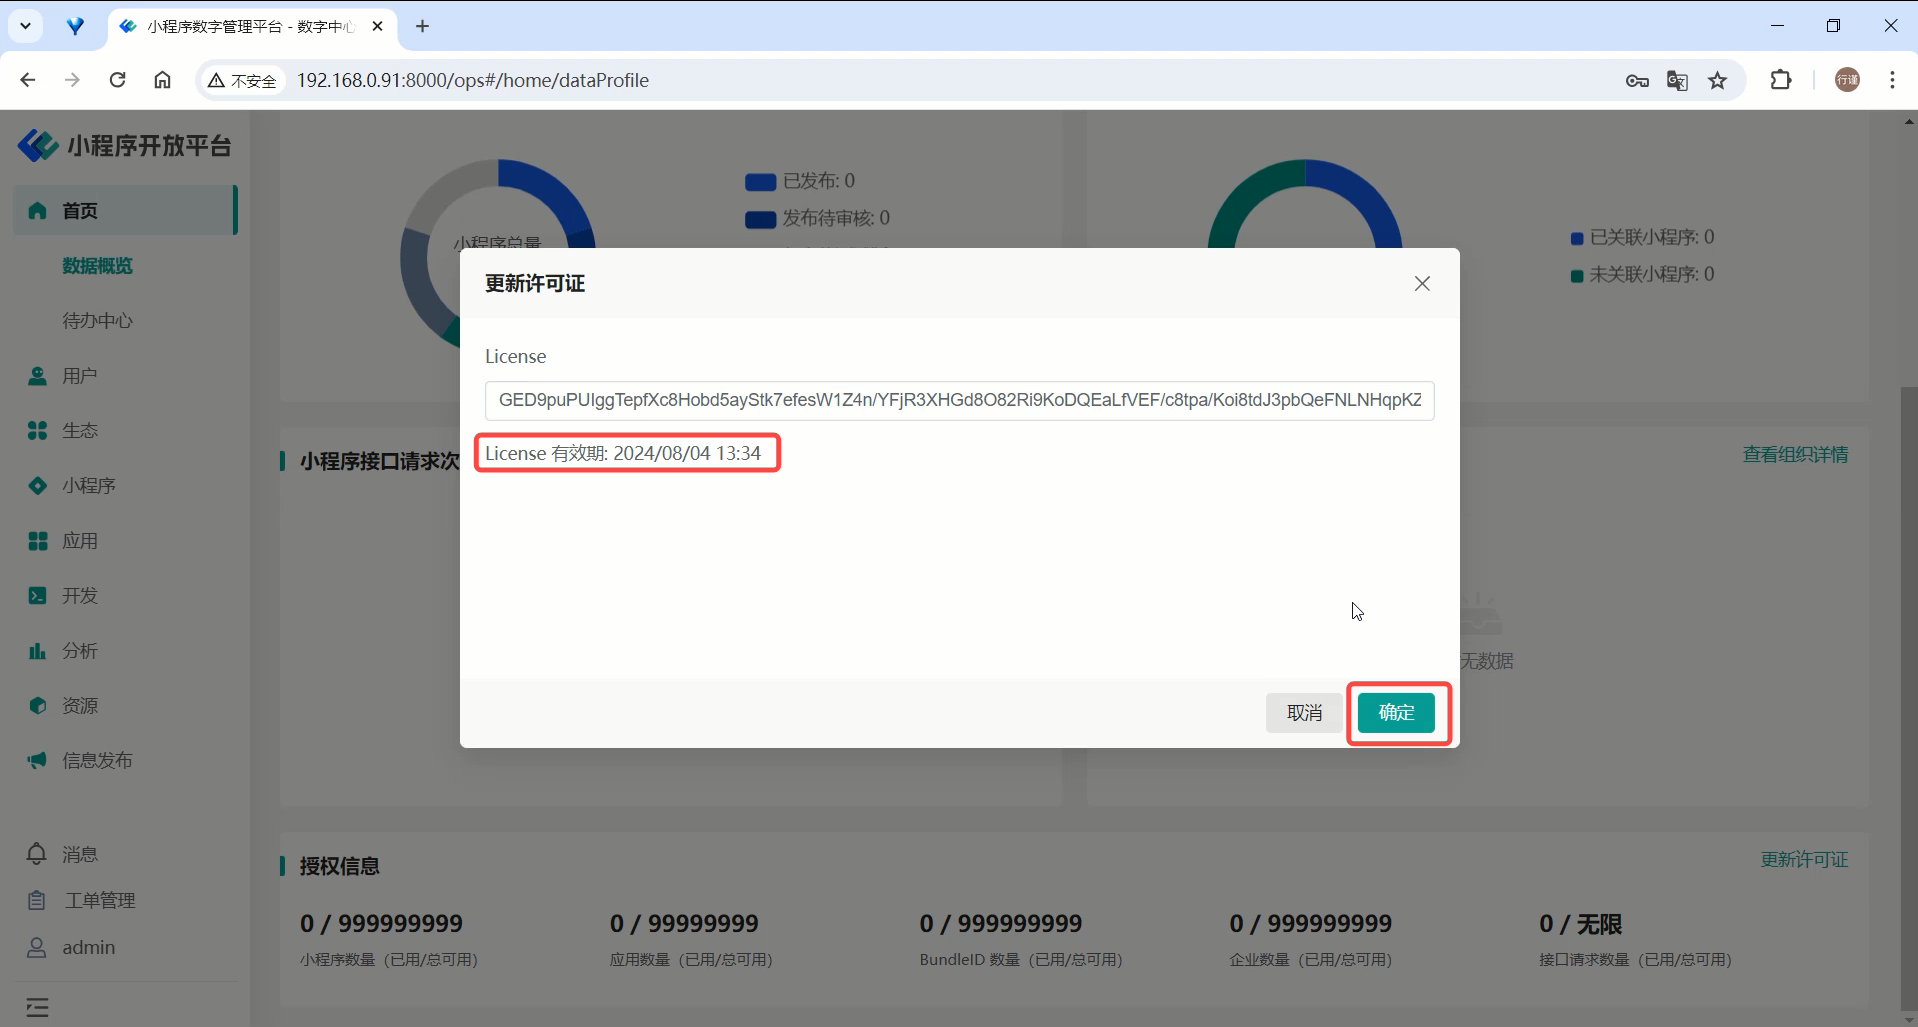 小程序数字管理平台 - 数字中心
不安全
192.168.0.91:8000/ops#/home/dataProfile
行谨
小程序开放平台
首页
数据概览
待办中心
用户
生态
小程序
应用
开发
分析
资源
信息发布
消息
工单管理
admin
小程序总量
已发布: 0
发布待审核: 0
已关联小程序: 0
未关联小程序: 0
更新许可证
License
GED9puPUIggTepfXc8Hobd5ayStk7efesW1Z4n/YFjR3XHGd8O82Ri9KoDQEaLfVEF/c8tpa/Koi8tdJ3pbQeFNLNHqpKZ
License 有效期: 2024/08/04 13:34
取消
确定
小程序接口请求次
查看组织详情
无数据
授权信息
更新许可证
0 / 999999999
小程序数量（已用/总可用）
0 / 99999999
应用数量（已用/总可用）
0 / 999999999
BundleID 数量（已用/总可用）
0 / 999999999
企业数量（已用/总可用）
0 / 无限
接口请求数量（已用/总可用）